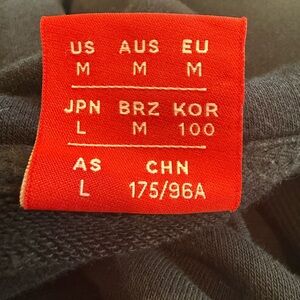 US AUS EU
M M M
JPN BRZ KOR
L M 100
AS CHN
L 175/96A